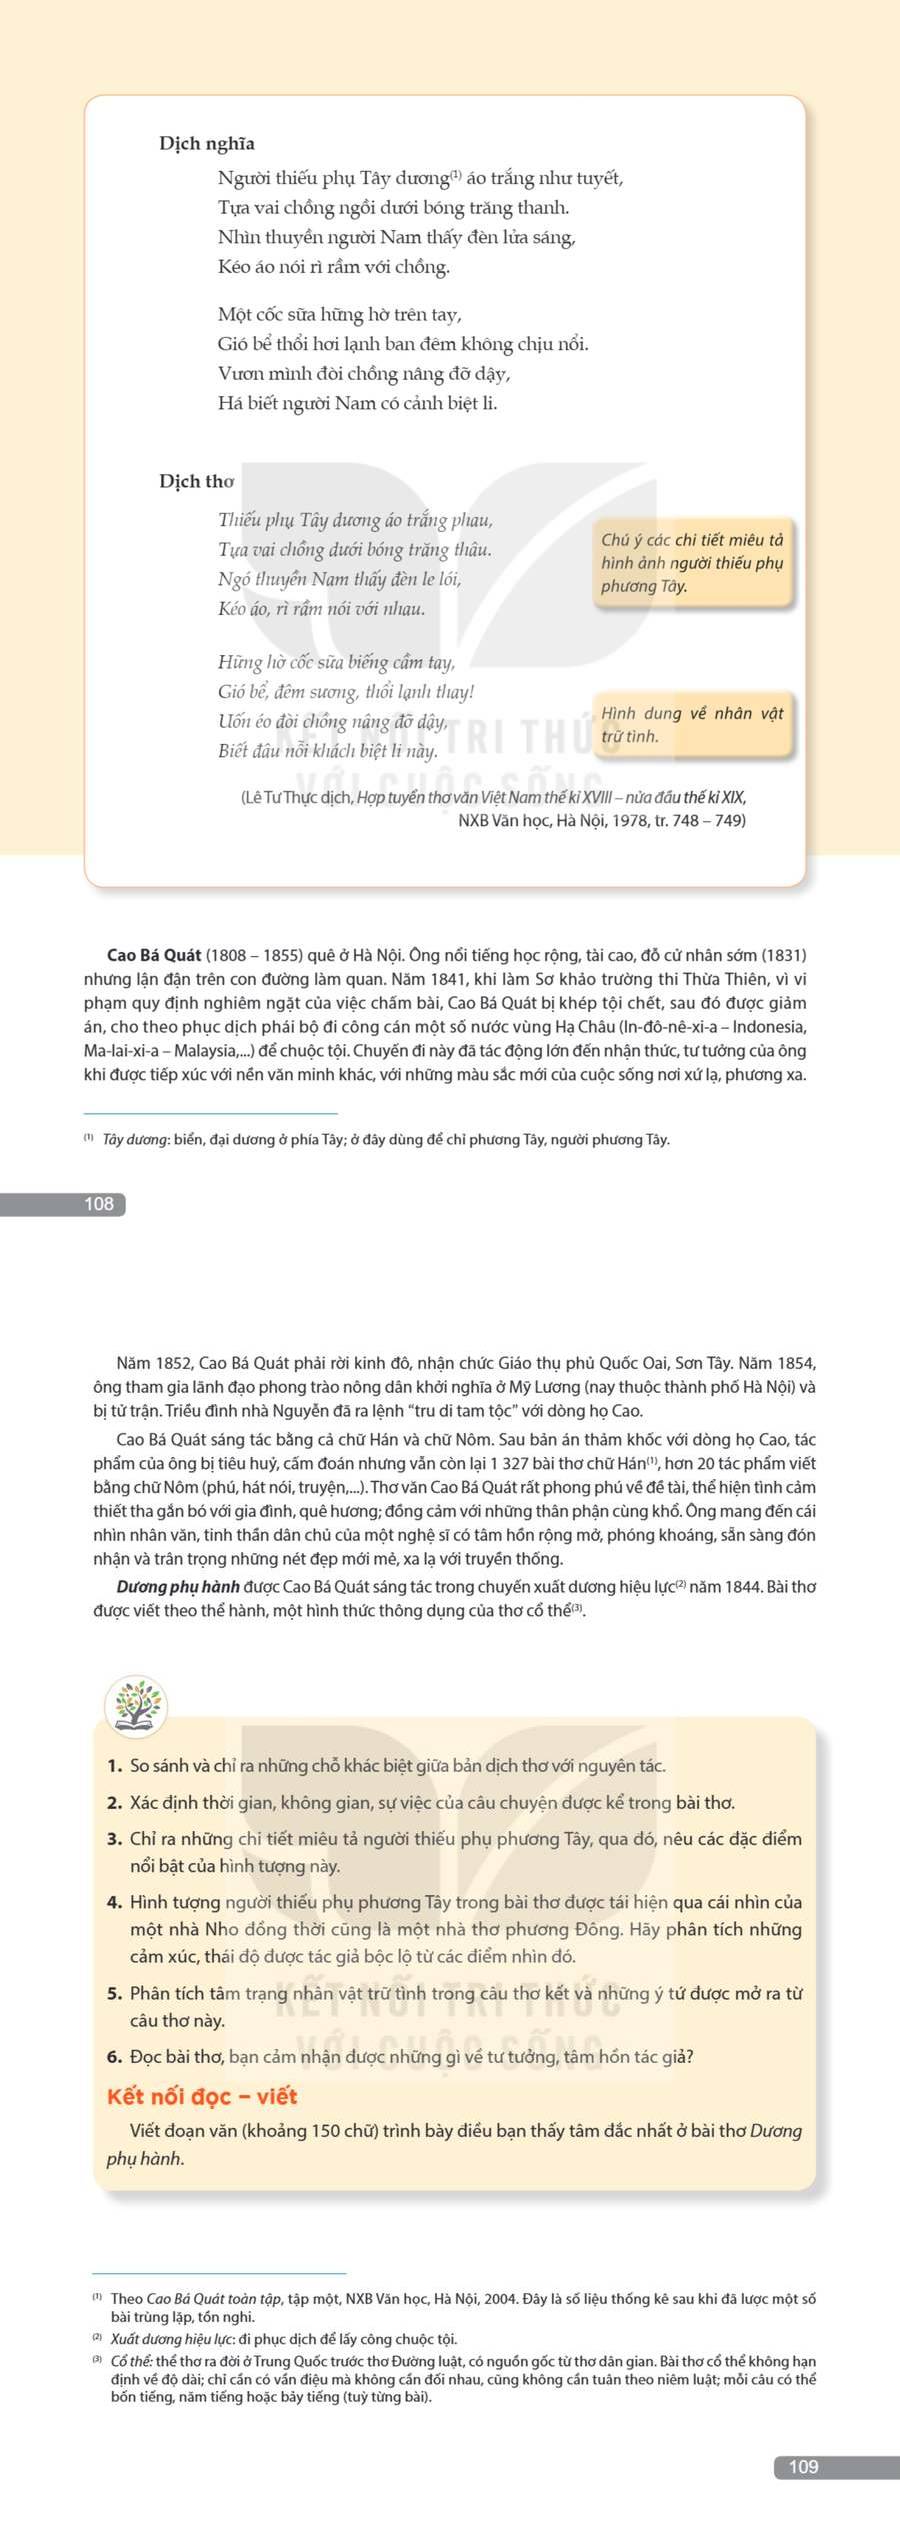 Dịch nghĩa
Người thiếu phụ Tây dương⁽¹⁾ áo trắng như tuyết,
Tựa vai chồng ngồi dưới bóng trăng thanh.
Nhìn thuyền người Nam thấy đèn lửa sáng,
Kéo áo nói rì rầm với chồng.
Một cốc sữa hững hờ trên tay,
Gió bể thổi hơi lạnh ban đêm không chịu nổi.
Vươn mình đòi chồng nâng đỡ dậy,
Há biết người Nam có cảnh biệt li.
Dịch thơ
Thiếu phụ Tây dương áo trắng phau,
Tựa vai chồng dưới bóng trăng thâu.
Ngó thuyền Nam thấy đèn le lói,
Kéo áo, rì rầm nói với nhau.
Chú ý các chi tiết miêu tả
hình ảnh người thiếu phụ
phương Tây.
Hững hờ cốc sữa biếng cầm tay,
Gió bể, đêm sương, thổi lạnh thay!
Uốn éo đòi chồng nâng đỡ dậy,
Biết đâu nỗi khách biệt li này.
Hình dung về nhân vật
trữ tình.
KẾT NỐI TRI THỨC
VỚI CUỘC SỐNG
(Lê Tư Thực dịch, Hợp tuyển thơ văn Việt Nam thế kỉ XVIII – nửa đầu thế kỉ XIX,
NXB Văn học, Hà Nội, 1978, tr. 748 – 749)
Cao Bá Quát (1808 – 1855) quê ở Hà Nội. Ông nổi tiếng học rộng, tài cao, đỗ cử nhân sớm (1831)
nhưng lận đận trên con đường làm quan. Năm 1841, khi làm Sơ khảo trường thi Thừa Thiên, vì vi
phạm quy định nghiêm ngặt của việc chấm bài, Cao Bá Quát bị khép tội chết, sau đó được giảm
án, cho theo phục dịch phái bộ đi công cán một số nước vùng Hạ Châu (In-đô-nê-xi-a – Indonesia,
Ma-lai-xi-a – Malaysia,...) để chuộc tội. Chuyến đi này đã tác động lớn đến nhận thức, tư tưởng của ông
khi được tiếp xúc với nền văn minh khác, với những màu sắc mới của cuộc sống nơi xứ lạ, phương xa.
⁽¹⁾ Tây dương: biển, đại dương ở phía Tây; ở đây dùng để chỉ phương Tây, người phương Tây.
108
Năm 1852, Cao Bá Quát phải rời kinh đô, nhận chức Giáo thụ phủ Quốc Oai, Sơn Tây. Năm 1854,
ông tham gia lãnh đạo phong trào nông dân khởi nghĩa ở Mỹ Lương (nay thuộc thành phố Hà Nội) và
bị tử trận. Triều đình nhà Nguyễn đã ra lệnh “tru di tam tộc” với dòng họ Cao.
Cao Bá Quát sáng tác bằng cả chữ Hán và chữ Nôm. Sau bản án thảm khốc với dòng họ Cao, tác
phẩm của ông bị tiêu huỷ, cấm đoán nhưng vẫn còn lại 1 327 bài thơ chữ Hán⁽¹⁾, hơn 20 tác phẩm viết
bằng chữ Nôm (phú, hát nói, truyện,...). Thơ văn Cao Bá Quát rất phong phú về đề tài, thể hiện tình cảm
thiết tha gắn bó với gia đình, quê hương; đồng cảm với những thân phận cùng khổ. Ông mang đến cái
nhìn nhân văn, tinh thần dân chủ của một nghệ sĩ có tâm hồn rộng mở, phóng khoáng, sẵn sàng đón
nhận và trân trọng những nét đẹp mới mẻ, xa lạ với truyền thống.
Dương phụ hành được Cao Bá Quát sáng tác trong chuyến xuất dương hiệu lực⁽²⁾ năm 1844. Bài thơ
được viết theo thể hành, một hình thức thông dụng của thơ cổ thể⁽³⁾.
1. So sánh và chỉ ra những chỗ khác biệt giữa bản dịch thơ với nguyên tác.
2. Xác định thời gian, không gian, sự việc của câu chuyện được kể trong bài thơ.
3. Chỉ ra những chi tiết miêu tả người thiếu phụ phương Tây, qua đó, nêu các đặc điểm
nổi bật của hình tượng này.
4. Hình tượng người thiếu phụ phương Tây trong bài thơ được tái hiện qua cái nhìn của
một nhà Nho đồng thời cũng là một nhà thơ phương Đông. Hãy phân tích những
cảm xúc, thái độ được tác giả bộc lộ từ các điểm nhìn đó.
5. Phân tích tâm trạng nhân vật trữ tình trong câu thơ kết và những ý tứ được mở ra từ
câu thơ này.
6. Đọc bài thơ, bạn cảm nhận được những gì về tư tưởng, tâm hồn tác giả?
KẾT NỐI TRI THỨC
VỚI CUỘC SỐNG
Kết nối đọc – viết
Viết đoạn văn (khoảng 150 chữ) trình bày điều bạn thấy tâm đắc nhất ở bài thơ Dương
phụ hành.
⁽¹⁾ Theo Cao Bá Quát toàn tập, tập một, NXB Văn học, Hà Nội, 2004. Đây là số liệu thống kê sau khi đã lược một số
bài trùng lặp, tồn nghi.
⁽²⁾ Xuất dương hiệu lực: đi phục dịch để lấy công chuộc tội.
⁽³⁾ Cổ thể: thể thơ ra đời ở Trung Quốc trước thơ Đường luật, có nguồn gốc từ thơ dân gian. Bài thơ cổ thể không hạn
định về độ dài; chỉ cần có vần điệu mà không cần đối nhau, cũng không cần tuân theo niêm luật; mỗi câu có thể
bốn tiếng, năm tiếng hoặc bảy tiếng (tuỳ từng bài).
109